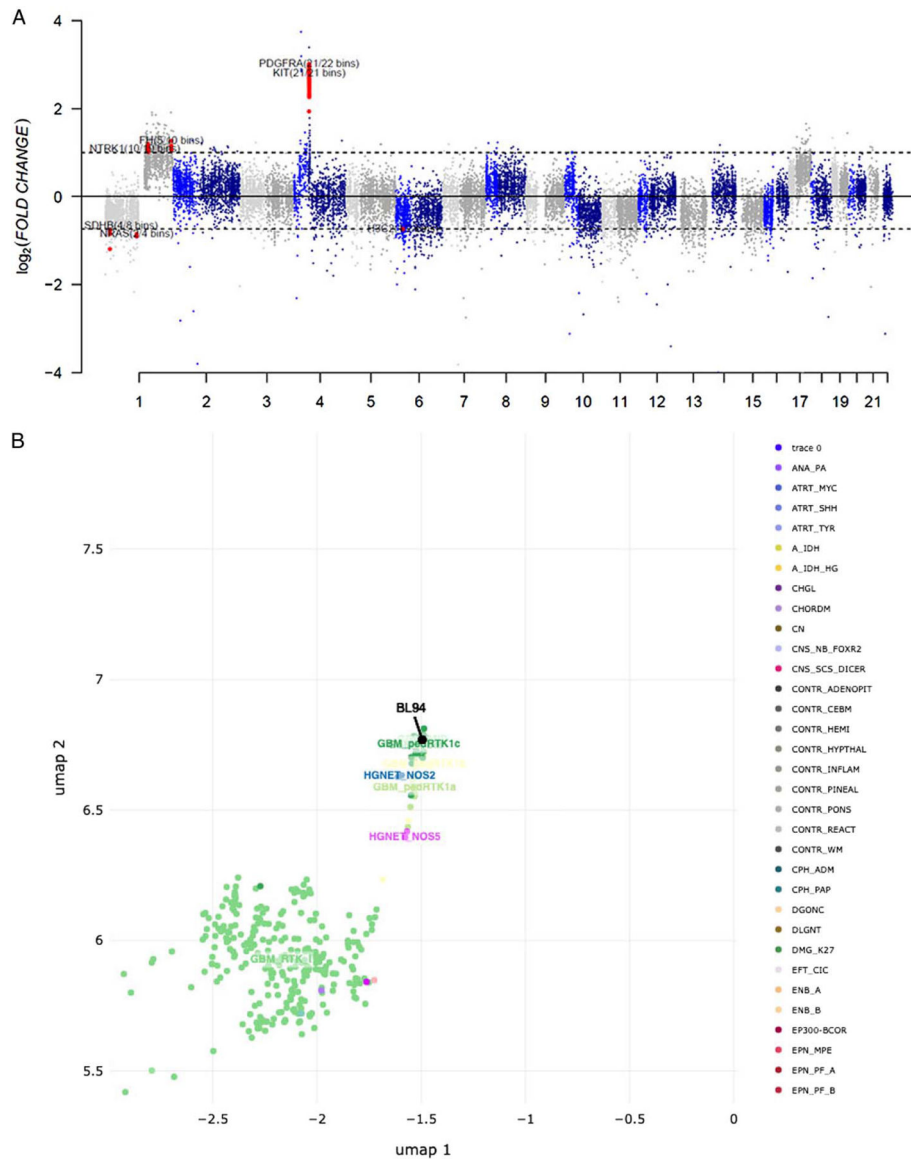 A
4
2
0
−2
−4
log2(FOLD CHANGE)
PDGFRA(21/22 bins)
KIT(21/21 bins)
FH(5/10 bins)
NTRK1(10/10 bins)
SDHB(4/8 bins)
NRAS(2/4 bins)
1 2 3 4 5 6 7 8 9 10 11 12 13 15 17 19 21
B
7.5
7
6.5
6
5.5
umap 2
BL94
GBM_pedRTK1c
HGNET_NOS2
GBM_pedRTK1a
HGNET_NOS5
GBM_RTK_I
−2.5 −2 −1.5 −1 −0.5 0
umap 1
trace 0
ANA_PA
ATRT_MYC
ATRT_SHH
ATRT_TYR
A_IDH
A_IDH_HG
CHGL
CHORDM
CN
CNS_NB_FOXR2
CNS_SCS_DICER
CONTR_ADENOPIT
CONTR_CEBM
CONTR_HEMI
CONTR_HYPTHAL
CONTR_INFLAM
CONTR_PINEAL
CONTR_PONS
CONTR_REACT
CONTR_WM
CPH_ADM
CPH_PAP
DGONC
DLGNT
DMG_K27
EFT_CIC
ENB_A
ENB_B
EP300-BCOR
EPN_MPE
EPN_PF_A
EPN_PF_B